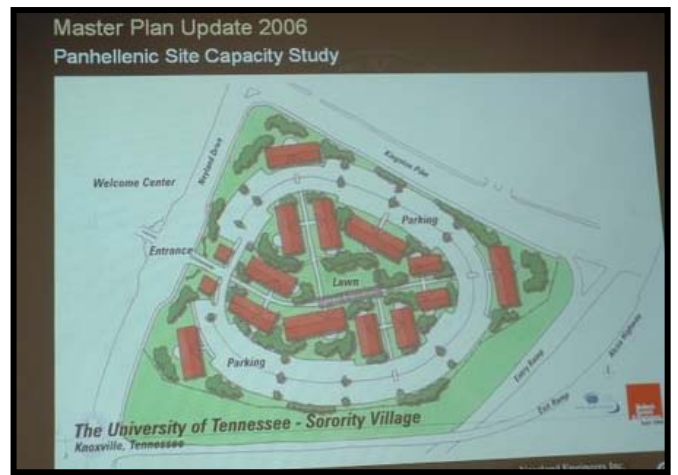 Master Plan Update 2006
Panhellenic Site Capacity Study
Kingston Pike
Neyland Drive
Welcome Center
Parking
Entrance
Lawn
Parking
Entry Ramp
Alcoa Highway
Exit Ramp
The University of Tennessee - Sorority Village
Knoxville, Tennessee